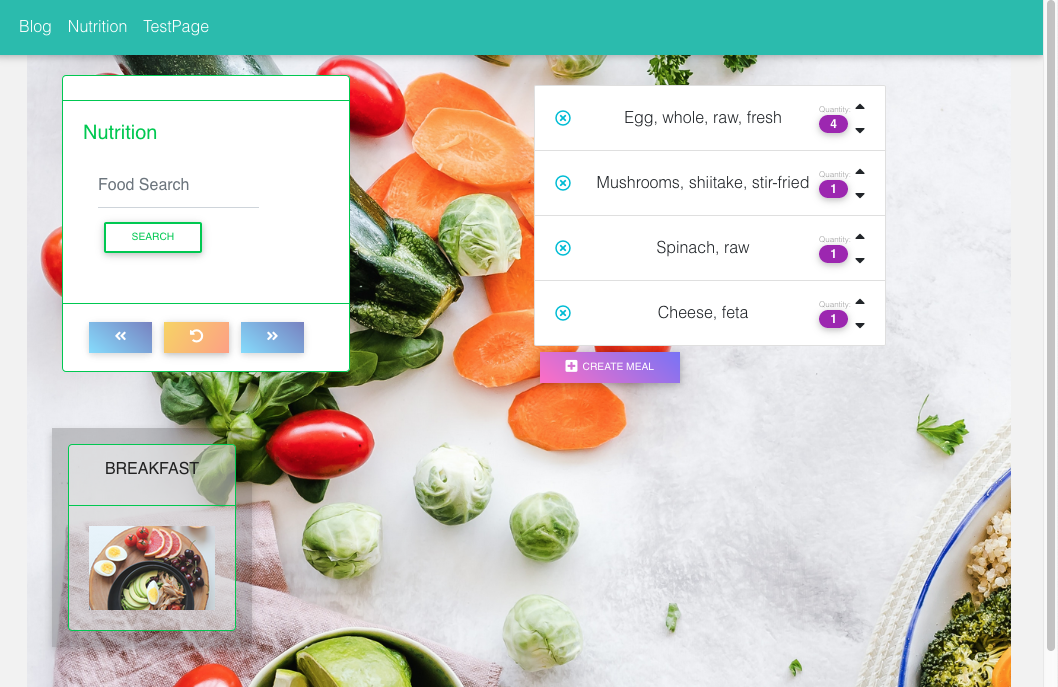 Blog Nutrition TestPage
Nutrition
Food Search
SEARCH
Egg, whole, raw, fresh
Quantity:
4
Mushrooms, shiitake, stir-fried
Quantity:
1
Spinach, raw
Quantity:
1
Cheese, feta
Quantity:
1
CREATE MEAL
BREAKFAST